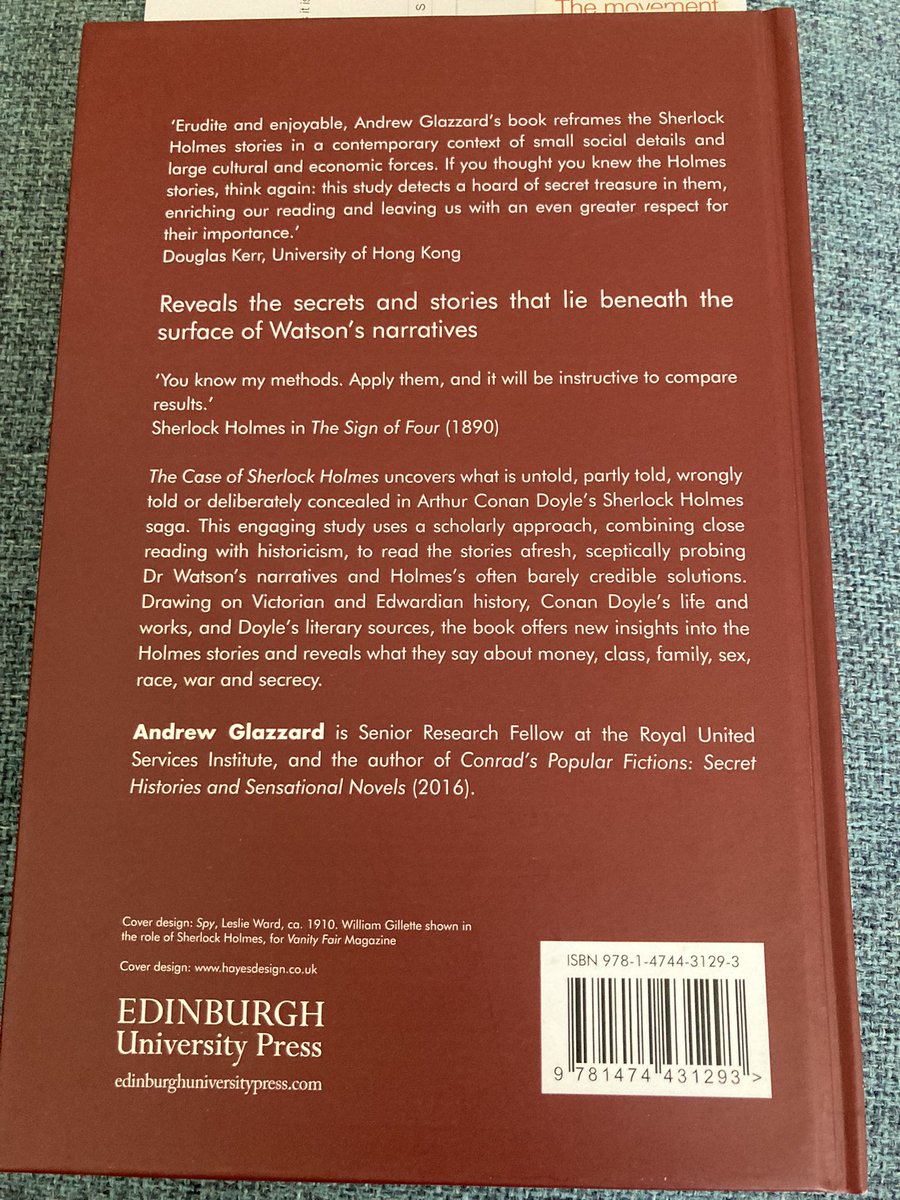 it is
S
The movement
‘Erudite and enjoyable, Andrew Glazzard’s book reframes the Sherlock
Holmes stories in a contemporary context of small social details and
large cultural and economic forces. If you thought you knew the Holmes
stories, think again: this study detects a hoard of secret treasure in them,
enriching our reading and leaving us with an even greater respect for
their importance.’
Douglas Kerr, University of Hong Kong
Reveals the secrets and stories that lie beneath the
surface of Watson’s narratives
‘You know my methods. Apply them, and it will be instructive to compare
results.’
Sherlock Holmes in The Sign of Four (1890)
The Case of Sherlock Holmes uncovers what is untold, partly told, wrongly
told or deliberately concealed in Arthur Conan Doyle’s Sherlock Holmes
saga. This engaging study uses a scholarly approach, combining close
reading with historicism, to read the stories afresh, sceptically probing
Dr Watson’s narratives and Holmes’s often barely credible solutions.
Drawing on Victorian and Edwardian history, Conan Doyle’s life and
works, and Doyle’s literary sources, the book offers new insights into the
Holmes stories and reveals what they say about money, class, family, sex,
race, war and secrecy.
Andrew Glazzard is Senior Research Fellow at the Royal United
Services Institute, and the author of Conrad’s Popular Fictions: Secret
Histories and Sensational Novels (2016).
Cover design: Spy, Leslie Ward, ca. 1910. William Gillette shown in
the role of Sherlock Holmes, for Vanity Fair Magazine
Cover design: www.hayesdesign.co.uk
EDINBURGH
University Press
edinburghuniversitypress.com
ISBN 978-1-4744-3129-3
9 781474 431293 >